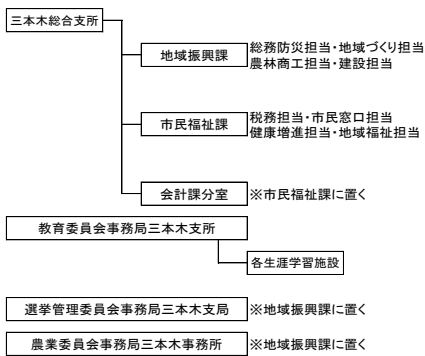 三本木総合支所
地域振興課
総務防災担当・地域づくり担当
農林商工担当・建設担当
市民福祉課
税務担当・市民窓口担当
健康増進担当・地域福祉担当
会計課分室
※市民福祉課に置く
教育委員会事務局三本木支所
各生涯学習施設
選挙管理委員会事務局三本木支局
※地域振興課に置く
農業委員会事務局三本木事務所
※地域振興課に置く